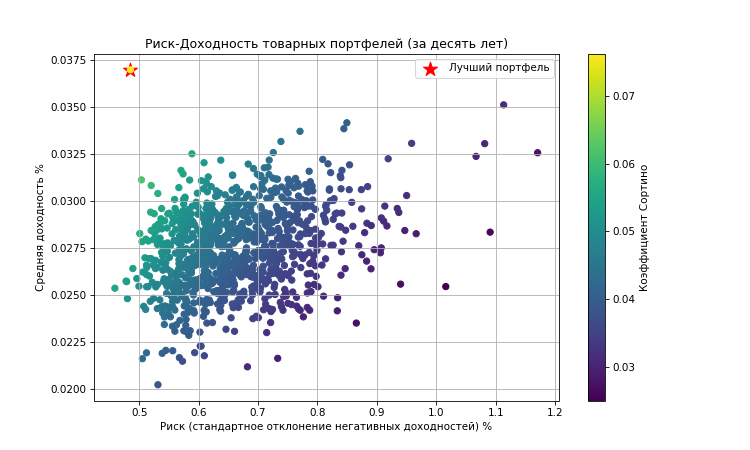 Риск-Доходность товарных портфелей (за десять лет)
Лучший портфель
0.0375
0.0350
0.0325
0.0300
0.0275
0.0250
0.0225
0.0200
Средняя доходность %
0.5 0.6 0.7 0.8 0.9 1.0 1.1 1.2
Риск (стандартное отклонение негативных доходностей) %
0.07
0.06
0.05
0.04
0.03
Коэффициент Сортино